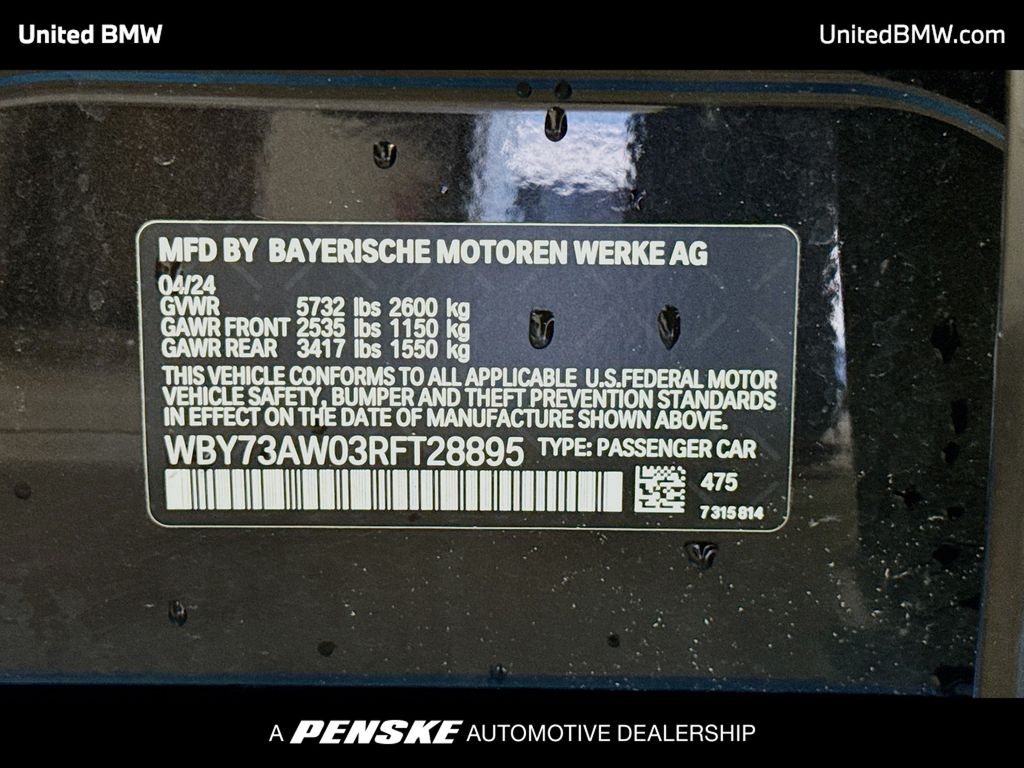 United BMW
UnitedBMW.com
MFD BY BAYERISCHE MOTOREN WERKE AG
04/24
GVWR 5732 lbs 2600 kg
GAWR FRONT 2535 lbs 1150 kg
GAWR REAR 3417 lbs 1550 kg
THIS VEHICLE CONFORMS TO ALL APPLICABLE U.S.FEDERAL MOTOR
VEHICLE SAFETY, BUMPER AND THEFT PREVENTION STANDARDS
IN EFFECT ON THE DATE OF MANUFACTURE SHOWN ABOVE.
WBY73AW03RFT28895 TYPE: PASSENGER CAR
475
7315814
A PENSKE AUTOMOTIVE DEALERSHIP